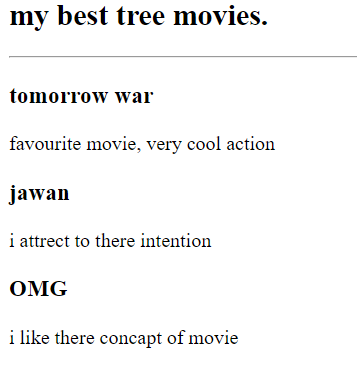 my best tree movies.
tomorrow war
favourite movie, very cool action
jawan
i attrect to there intention
OMG
i like there concapt of movie